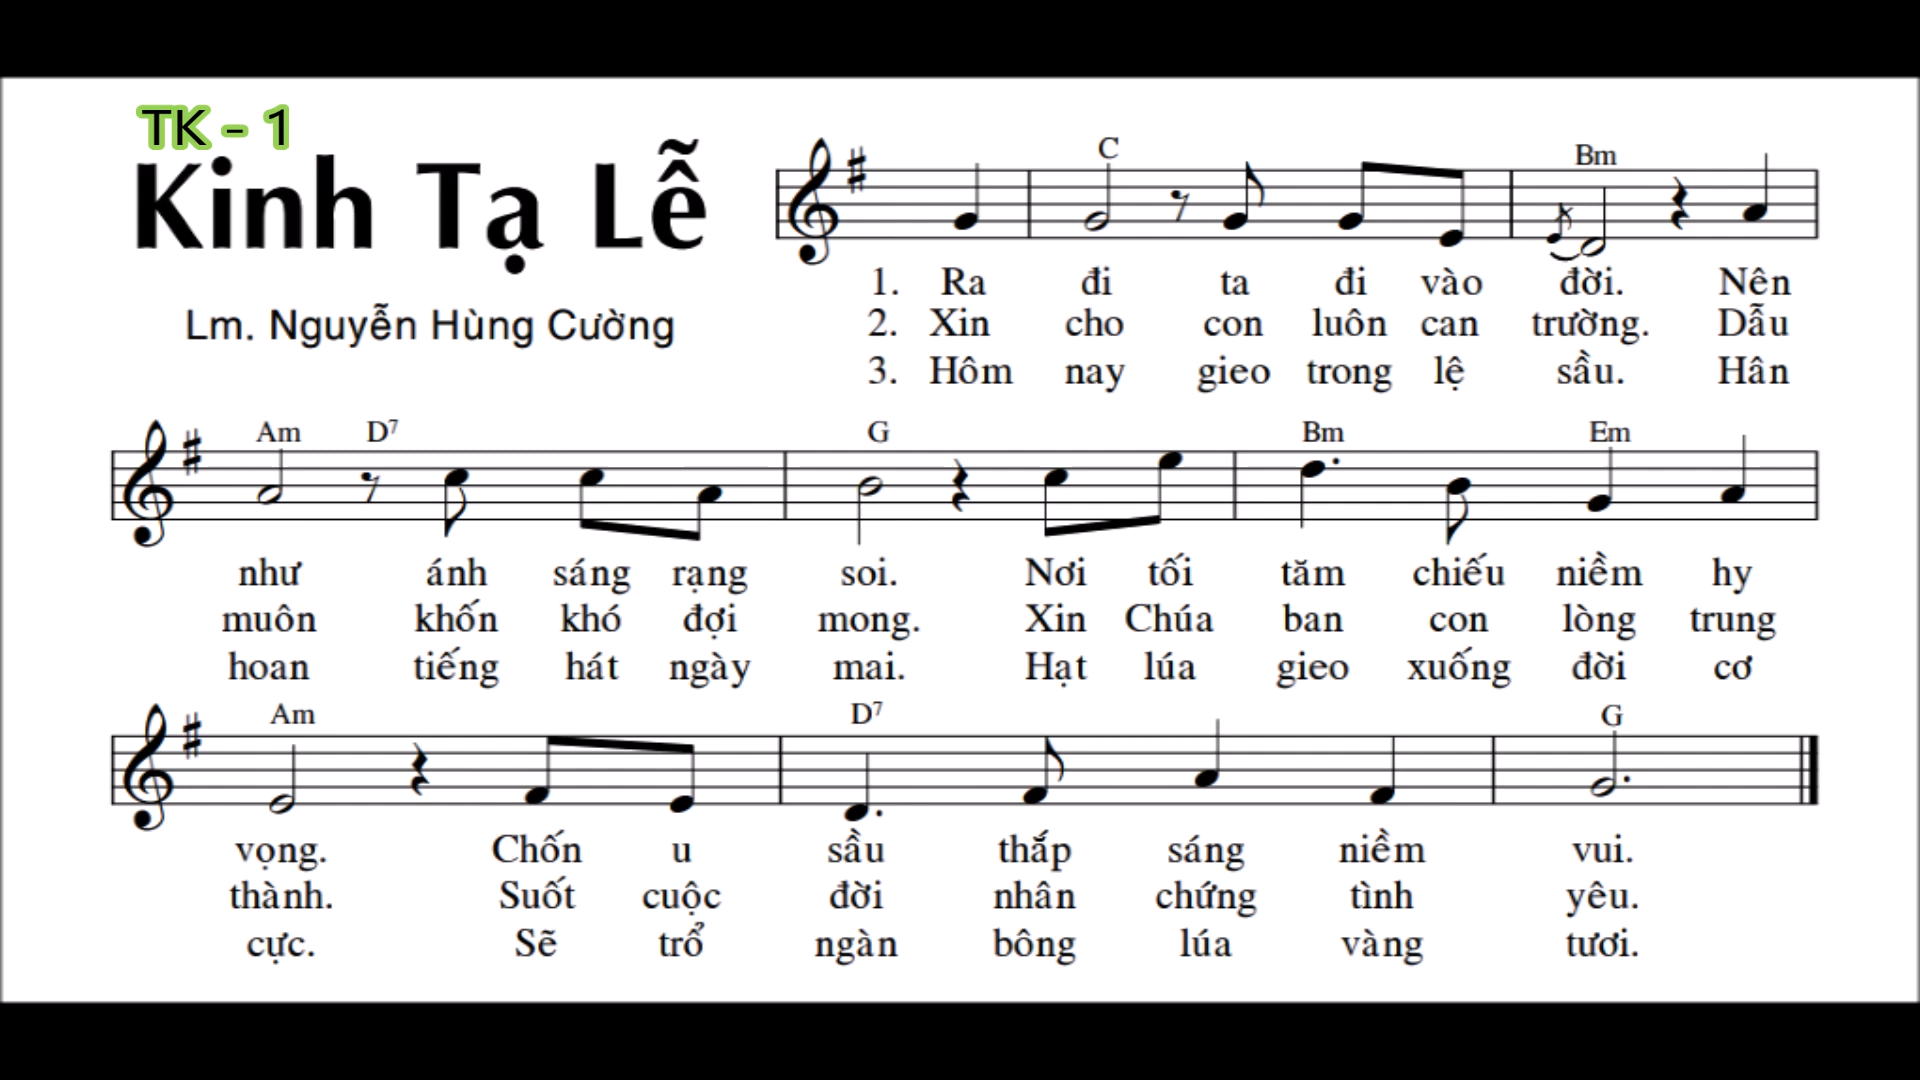 TK - 1
Kinh Tạ Lễ
Lm. Nguyễn Hùng Cường
C Bm
1. Ra đi ta đi vào đời. Nên
2. Xin cho con luôn can trường. Dẫu
3. Hôm nay gieo trong lệ sầu. Hân
Am D7 G Bm Em
như ánh sáng rạng soi. Nơi tối tăm chiếu niềm hy
muôn khốn khó đợi mong. Xin Chúa ban con lòng trung
hoan tiếng hát ngày mai. Hạt lúa gieo xuống đời cơ
Am D7 G
vọng. Chốn u sầu thắp sáng niềm vui.
thành. Suốt cuộc đời nhân chứng tình yêu.
cực. Sẽ trổ ngàn bông lúa vàng tươi.